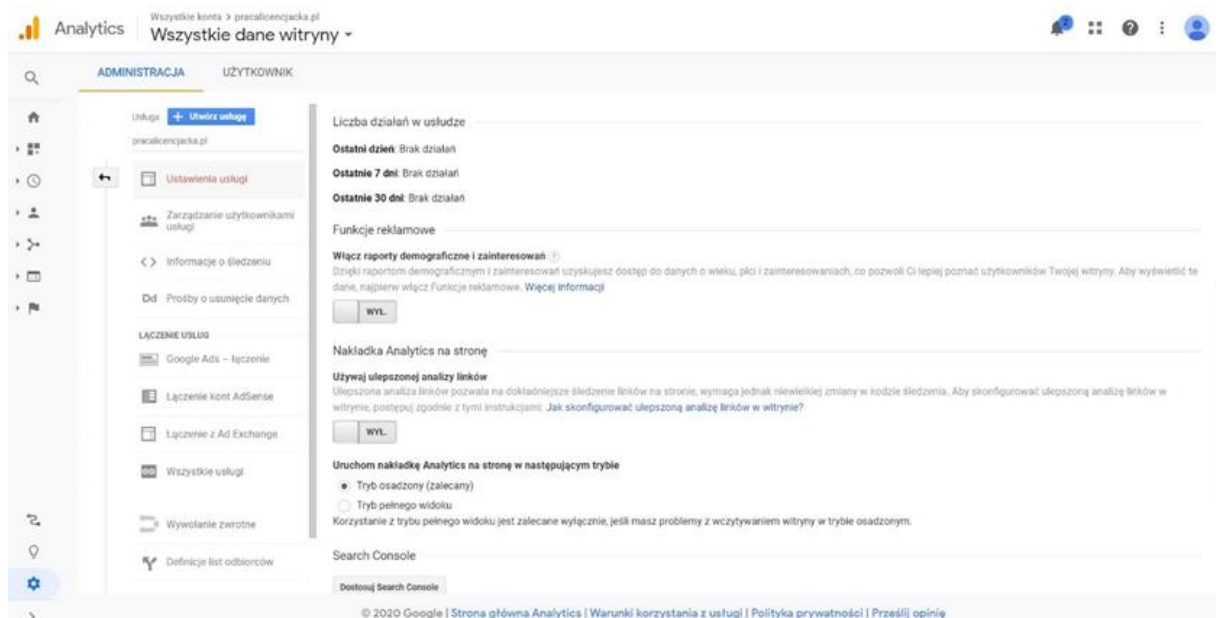 Analytics
Wszystkie konta > pracalicencjacka.pl
Wszystkie dane witryny
2
ADMINISTRACJA
UŻYTKOWNIK
Usługa
+ Utwórz usługę
pracalicencjacka.pl
Ustawienia usługi
Zarządzanie użytkownikami
usługi
Informacje o śledzeniu
Dd Prośby o usunięcie danych
ŁĄCZENIE USŁUG
Google Ads – łączenie
Łączenie kont AdSense
Łączenie z Ad Exchange
Wszystkie usługi
Wywołanie zwrotne
Definicje list odbiorców
Liczba działań w usłudze
Ostatni dzień: Brak działań
Ostatnie 7 dni: Brak działań
Ostatnie 30 dni: Brak działań
Funkcje reklamowe
Włącz raporty demograficzne i zainteresowań ?
Dzięki raportom demograficznym i zainteresowań uzyskujesz dostęp do danych o wieku, płci i zainteresowaniach, co pozwoli Ci lepiej poznać użytkowników Twojej witryny. Aby wyświetlić te
dane, najpierw włącz Funkcje reklamowe. Więcej informacji
WYŁ.
Nakładka Analytics na stronę
Używaj ulepszonej analizy linków
Ulepszona analiza linków pozwala na dokładniejsze śledzenie linków na stronie, wymaga jednak niewielkiej zmiany w kodzie śledzenia. Aby skonfigurować ulepszoną analizę linków w
witrynie, postępuj zgodnie z tymi instrukcjami: Jak skonfigurować ulepszoną analizę linków w witrynie?
WYŁ.
Uruchom nakładkę Analytics na stronę w następującym trybie
Tryb osadzony (zalecany)
Tryb pełnego widoku
Korzystanie z trybu pełnego widoku jest zalecane wyłącznie, jeśli masz problemy z wczytywaniem witryny w trybie osadzonym.
Search Console
Dostosuj Search Console
© 2020 Google | Strona główna Analytics | Warunki korzystania z usługi | Polityka prywatności | Prześlij opinię